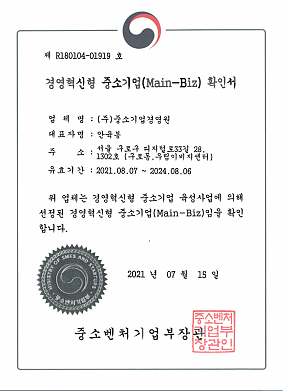 제 R180104-01919 호
경영혁신형 중소기업(Main-Biz) 확인서
업 체 명 : (주)중소기업경영원
대표자명 : 안육봉
주 소 : 서울 구로구 디지털로33길 28,
1302호 (구로동,우림이비지센터)
유효기간 : 2021.08.07 ~ 2024.08.06
위 업체는 경영혁신형 중소기업 육성사업에 의해
선정된 경영혁신형 중소기업(Main-Biz)임을 확인
합니다.
2021 년 07 월 15 일
중소벤처기업부장관
중소벤처
기업부
장관인